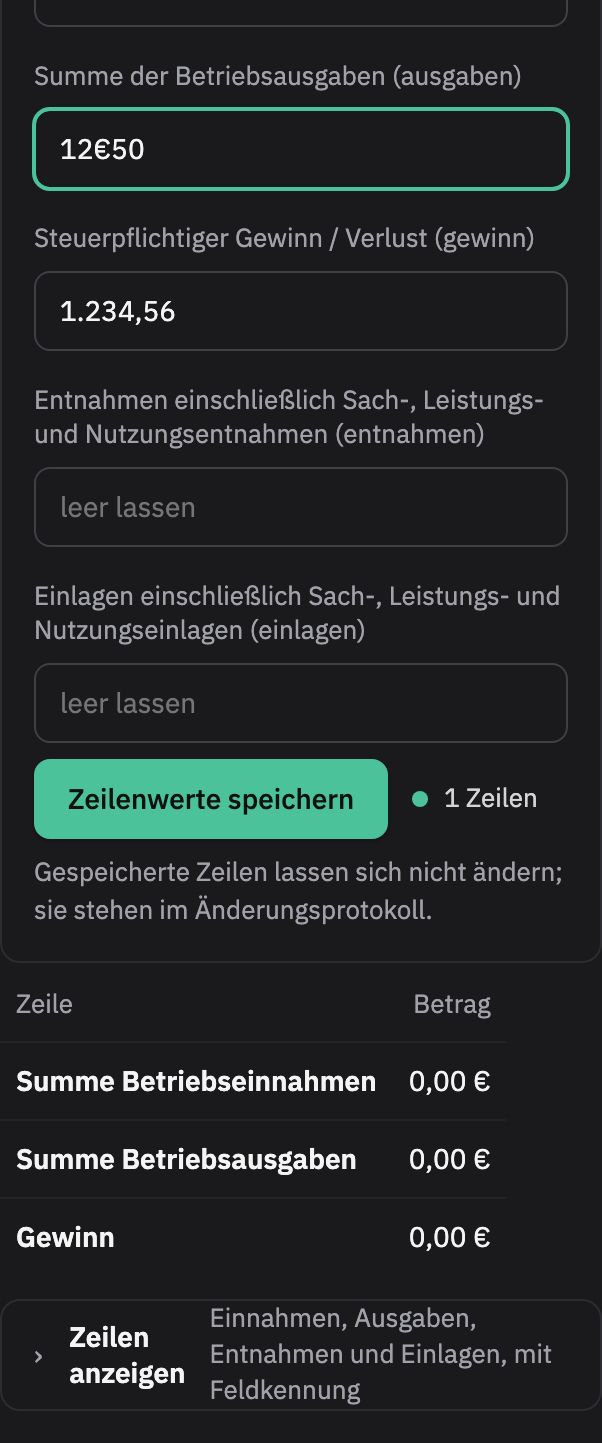 Summe der Betriebsausgaben (ausgaben)
12€50
Steuerpflichtiger Gewinn / Verlust (gewinn)
1.234,56
Entnahmen einschließlich Sach-, Leistungs-
und Nutzungsentnahmen (entnahmen)
leer lassen
Einlagen einschließlich Sach-, Leistungs- und
Nutzungseinlagen (einlagen)
leer lassen
Zeilenwerte speichern
1 Zeilen
Gespeicherte Zeilen lassen sich nicht ändern;
sie stehen im Änderungsprotokoll.
Zeile Betrag
Summe Betriebseinnahmen 0,00 €
Summe Betriebsausgaben 0,00 €
Gewinn 0,00 €
Zeilen
anzeigen
Einnahmen, Ausgaben,
Entnahmen und Einlagen, mit
Feldkennung